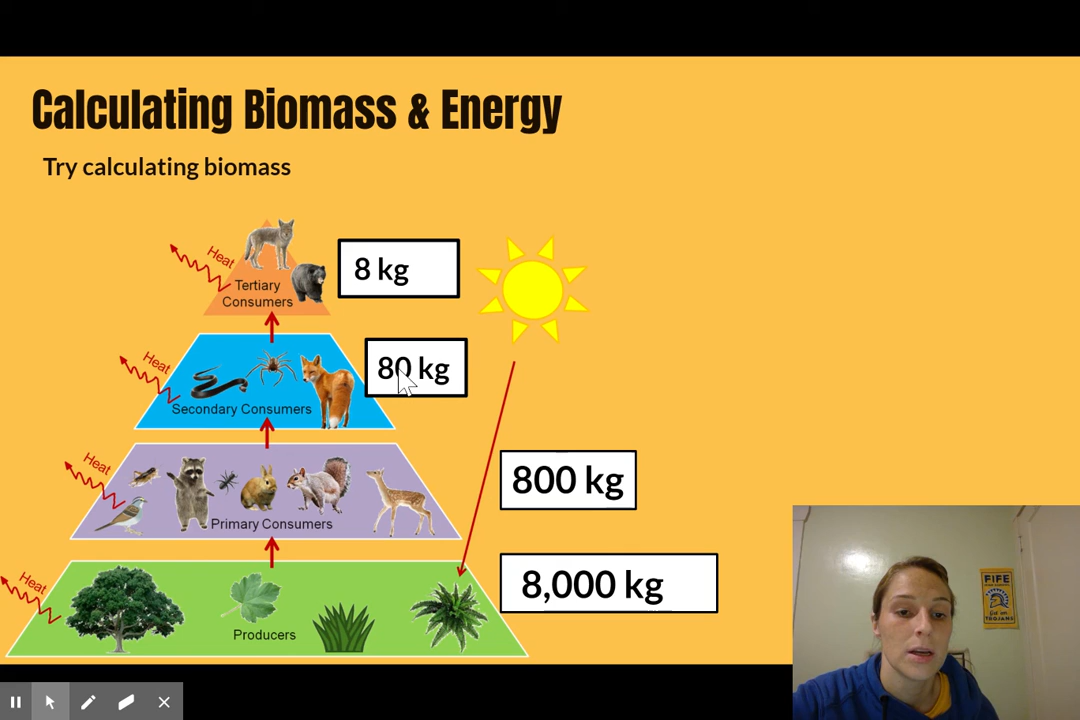 Calculating Biomass & Energy
Try calculating biomass
Heat
Tertiary
Consumers
8 kg
Heat
Secondary Consumers
80 kg
Heat
Primary Consumers
800 kg
Heat
Producers
8,000 kg
FIFE
TROJANS